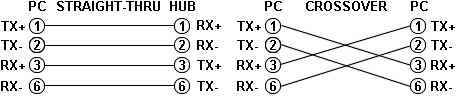 PC STRAIGHT-THRU HUB PC CROSSOVER PC
TX+ 1 1 RX+ TX+ 1 1 TX+
TX- 2 2 RX- TX- 2 2 TX-
RX+ 3 3 TX+ RX+ 3 3 RX+
RX- 6 6 TX- RX- 6 6 RX-